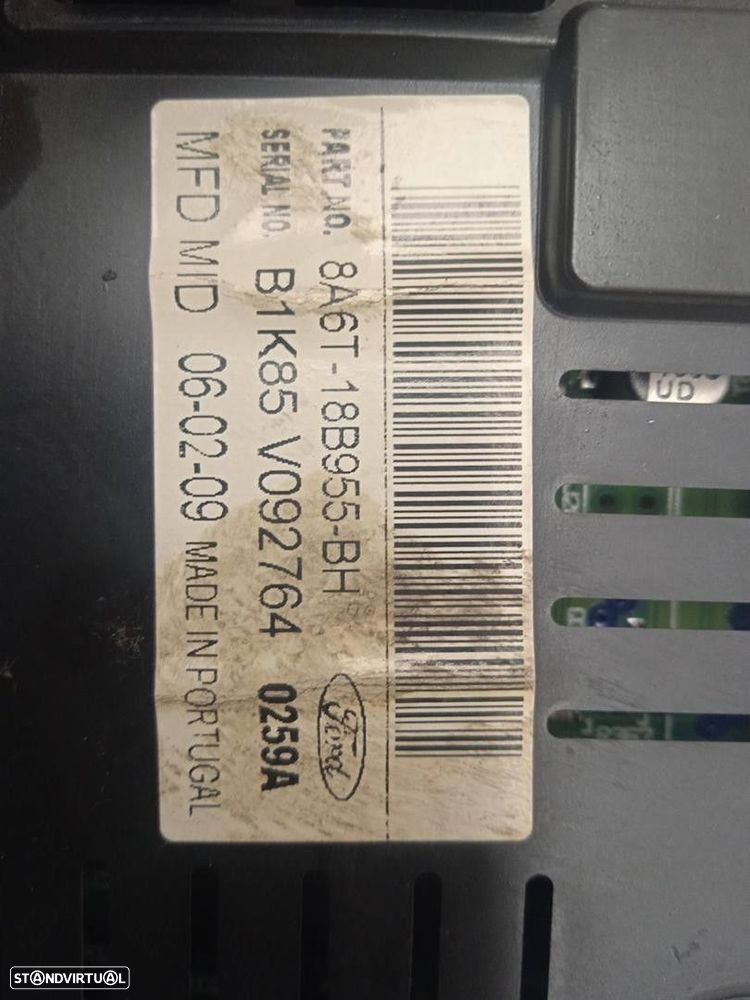 PART NO. 8A6T-18B955-BH
SERIAL NO. B1K85 V092764 0259A
Ford
MFD MID 06-02-09 MADE IN PORTUGAL
UD
STANDVIRTUAL